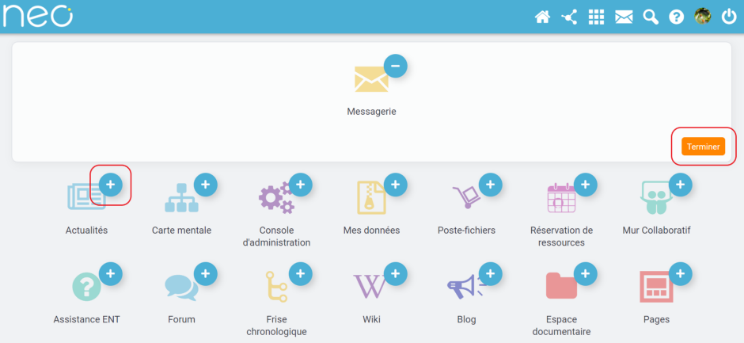 neo
Messagerie
Terminer
Actualités
Carte mentale
Console
d'administration
Mes données
Poste-fichiers
Réservation de
ressources
Mur Collaboratif
Assistance ENT
Forum
Frise
chronologique
Wiki
Blog
Espace
documentaire
Pages